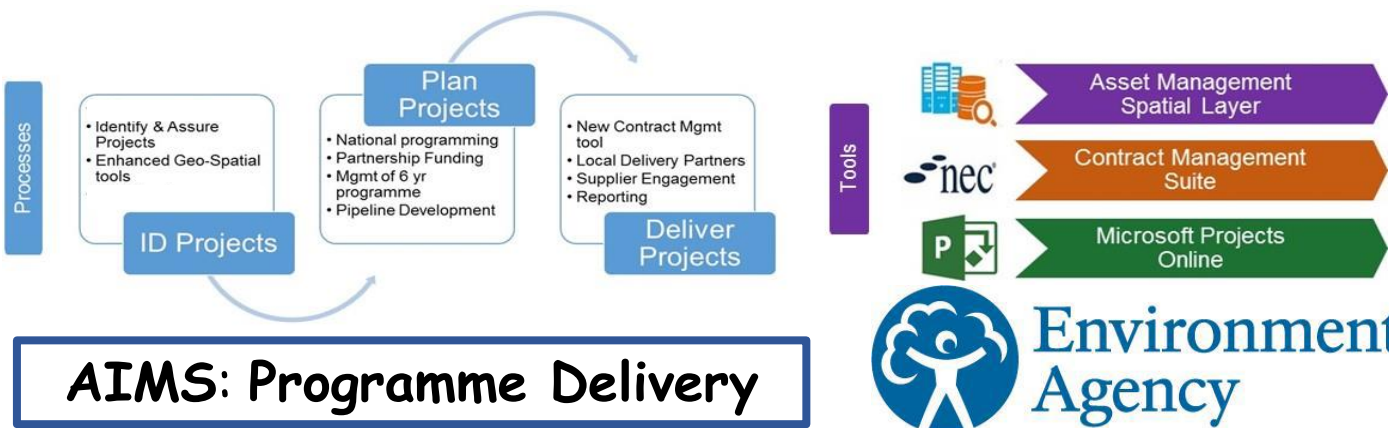 Processes
• Identify & Assure
Projects
• Enhanced Geo-Spatial
tools
ID Projects
Plan
Projects
• National programming
• Partnership Funding
• Mgmt of 6 yr
programme
• Pipeline Development
• New Contract Mgmt
tool
• Local Delivery Partners
• Supplier Engagement
• Reporting
Deliver
Projects
Tools
Asset Management
Spatial Layer
nec
Contract Management
Suite
P
Microsoft Projects
Online
AIMS: Programme Delivery
Environment
Agency